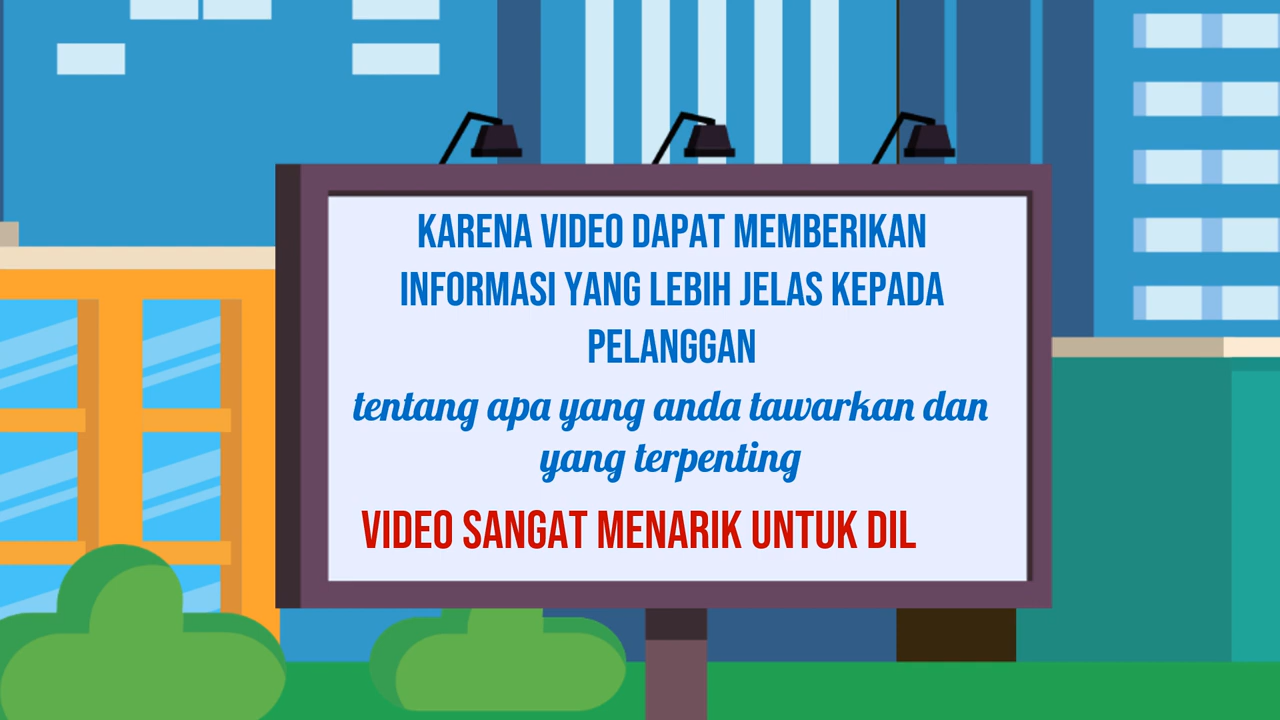 KARENA VIDEO DAPAT MEMBERIKAN
INFORMASI YANG LEBIH JELAS KEPADA
PELANGGAN
tentang apa yang anda tawarkan dan
yang terpenting
VIDEO SANGAT MENARIK UNTUK DIL